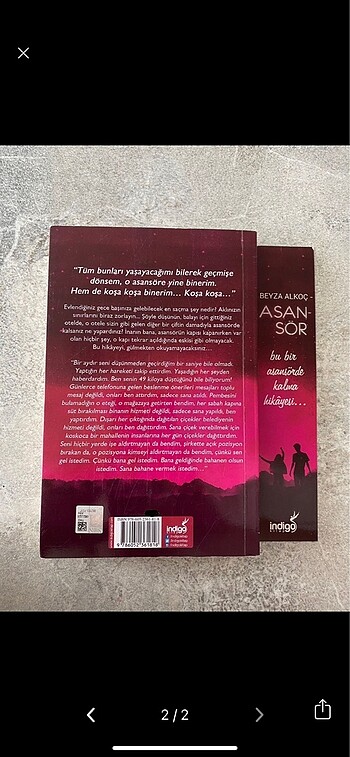 "Tüm bunları yaşayacağımı bilerek geçmişe
dönsem, o asansöre yine binerim.
Hem de koşa koşa binerim... Koşa koşa..."
Evlendiğiniz gece başınıza gelebilecek en saçma şey nedir? Aklınızın
sınırlarını biraz zorlayın... Şöyle düşünün, balayı için gittiğiniz
otelde, o otele sizin gibi gelen diğer bir çiftin damadıyla asansörde
kalsanız ne yapardınız? İnanın bana, asansörün kapısı kapanırken var
olan hiçbir şey, o kapı tekrar açıldığında eskisi gibi olmayacak.
Bu hikâyeyi, gülmekten okuyamayacaksınız...
"Bir aydır seni düşünmeden geçirdiğim bir saniye bile olmadı.
Yaptığın her hareketi takip ettirdim. Yaşadığın her şeyden
haberdardım. Ben senin 49 kiloya düştüğünü bile biliyorum!
Günlerce telefonuna gelen beslenme önerileri mesajları toplu
mesaj değildi, onları ben attırdım, sadece sana atıldı. Pembesini
bulamadığın o eteği, o mağazaya getirten bendim, her sabah kapına
süt bırakılması binanın hizmeti değildi, sadece sana yapıldı, ben
yaptırdım. Dışarı her çıktığında dağıtılan çiçekler belediyenin
hizmeti değildi, onları ben dağıttırdım. Sana çiçek verebilmek için
koskoca bir mahallenin insanlarına her gün çiçekler dağıttırdım.
Seni hiçbir yerde işe aldırtmayan da bendim, şirkette açık pozisyon
bırakan da, o pozisyona kimseyi aldırtmayan da bendim, çünkü sen
gel istedim. Çünkü bana gel istedim. Bana geldiğinde bahanen olsun
istedim. Sana bahane vermek istedim..."
indigo
9 786052 361818
BEYZA ALKOÇ
ASAN-
SÖR
bu bir
asansörde
kalma
hikâyesi...
indigo
2 / 2